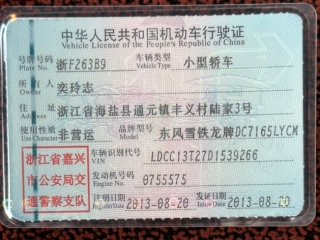 中华人民共和国机动车行驶证
Vehicle License of the People's Republic of China
号牌号码 Plate No. 浙F263B9 车辆类型 Vehicle Type 小型轿车
所有人 Owner 奕玲志
住址 Address 浙江省海盐县通元镇丰义村陆家3号
使用性质 Use Character 非营运 品牌型号 Model 东风雪铁龙牌DC7165LYCM
浙江省嘉兴市公安局交通警察支队
车辆识别代号 VIN LDCC13T27D1539266
发动机号码 Engine No. 0755575
注册日期 Register Date 2013-08-20 发证日期 Issue Date 2013-08-20